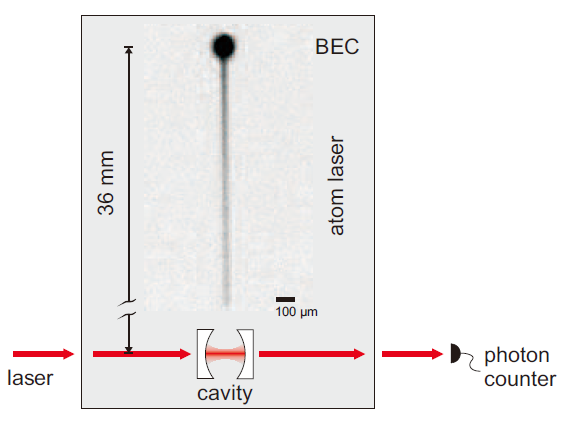 BEC
36 mm
atom laser
100 µm
laser
cavity
photon
counter